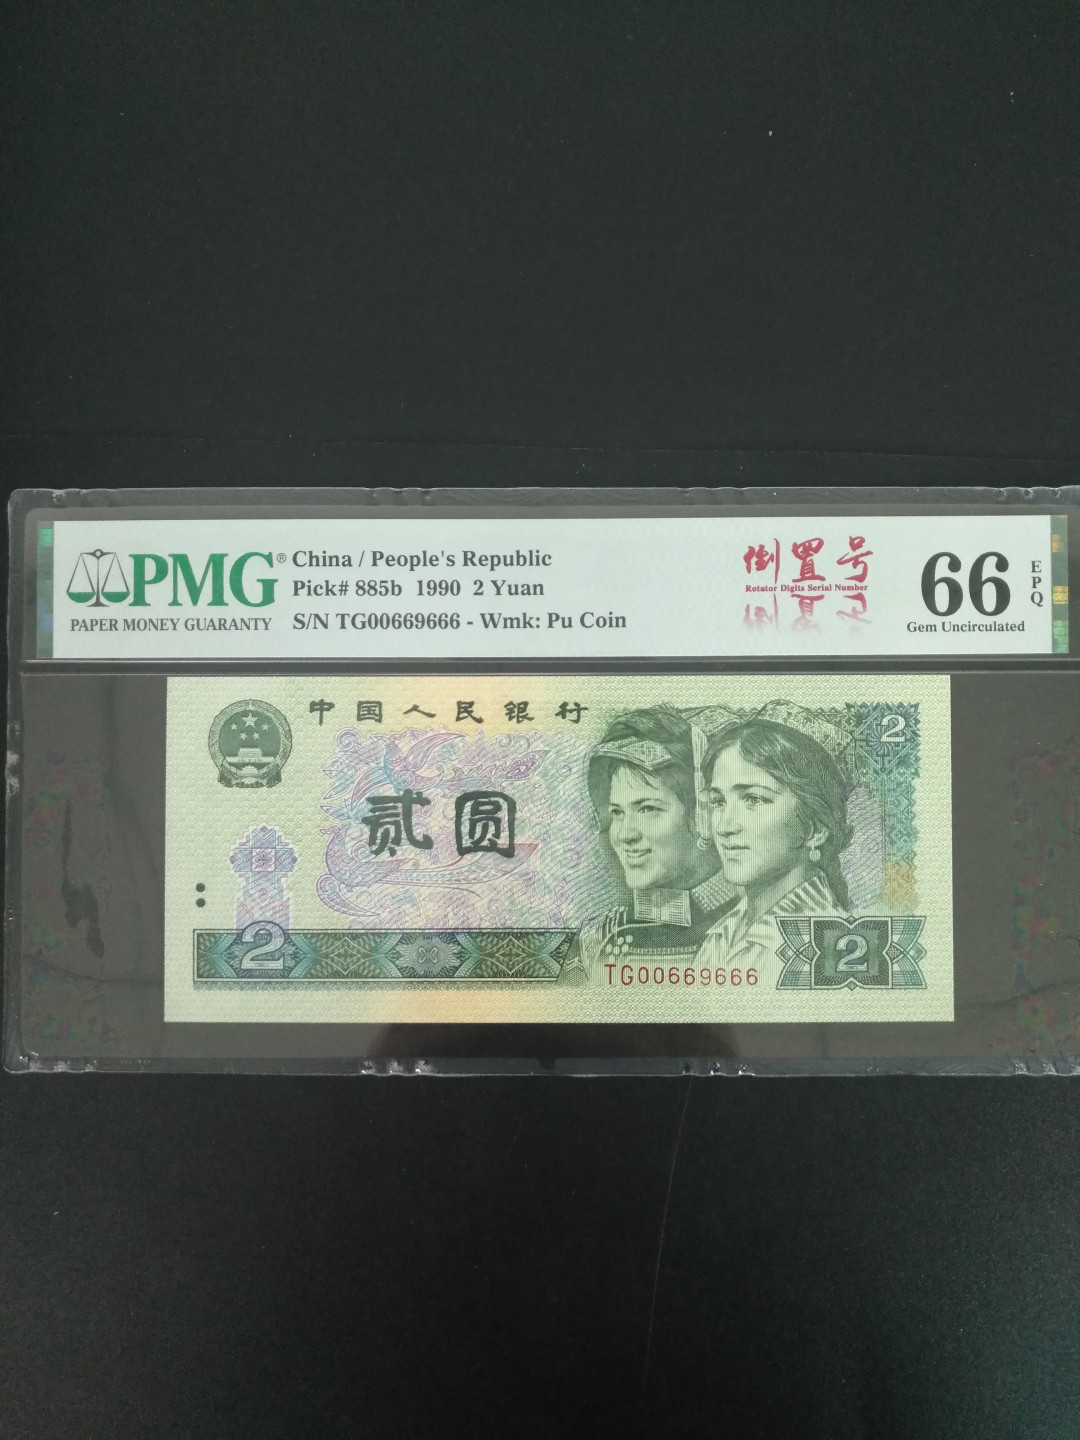 PMG®
PAPER MONEY GUARANTY
China / People's Republic
Pick# 885b 1990 2 Yuan
S/N TG00669666 - Wmk: Pu Coin
倒置号
Rotator Digits Serial Number
66
EPQ
Gem Uncirculated
中国人民银行
2
贰圆
2
TG00669666
2